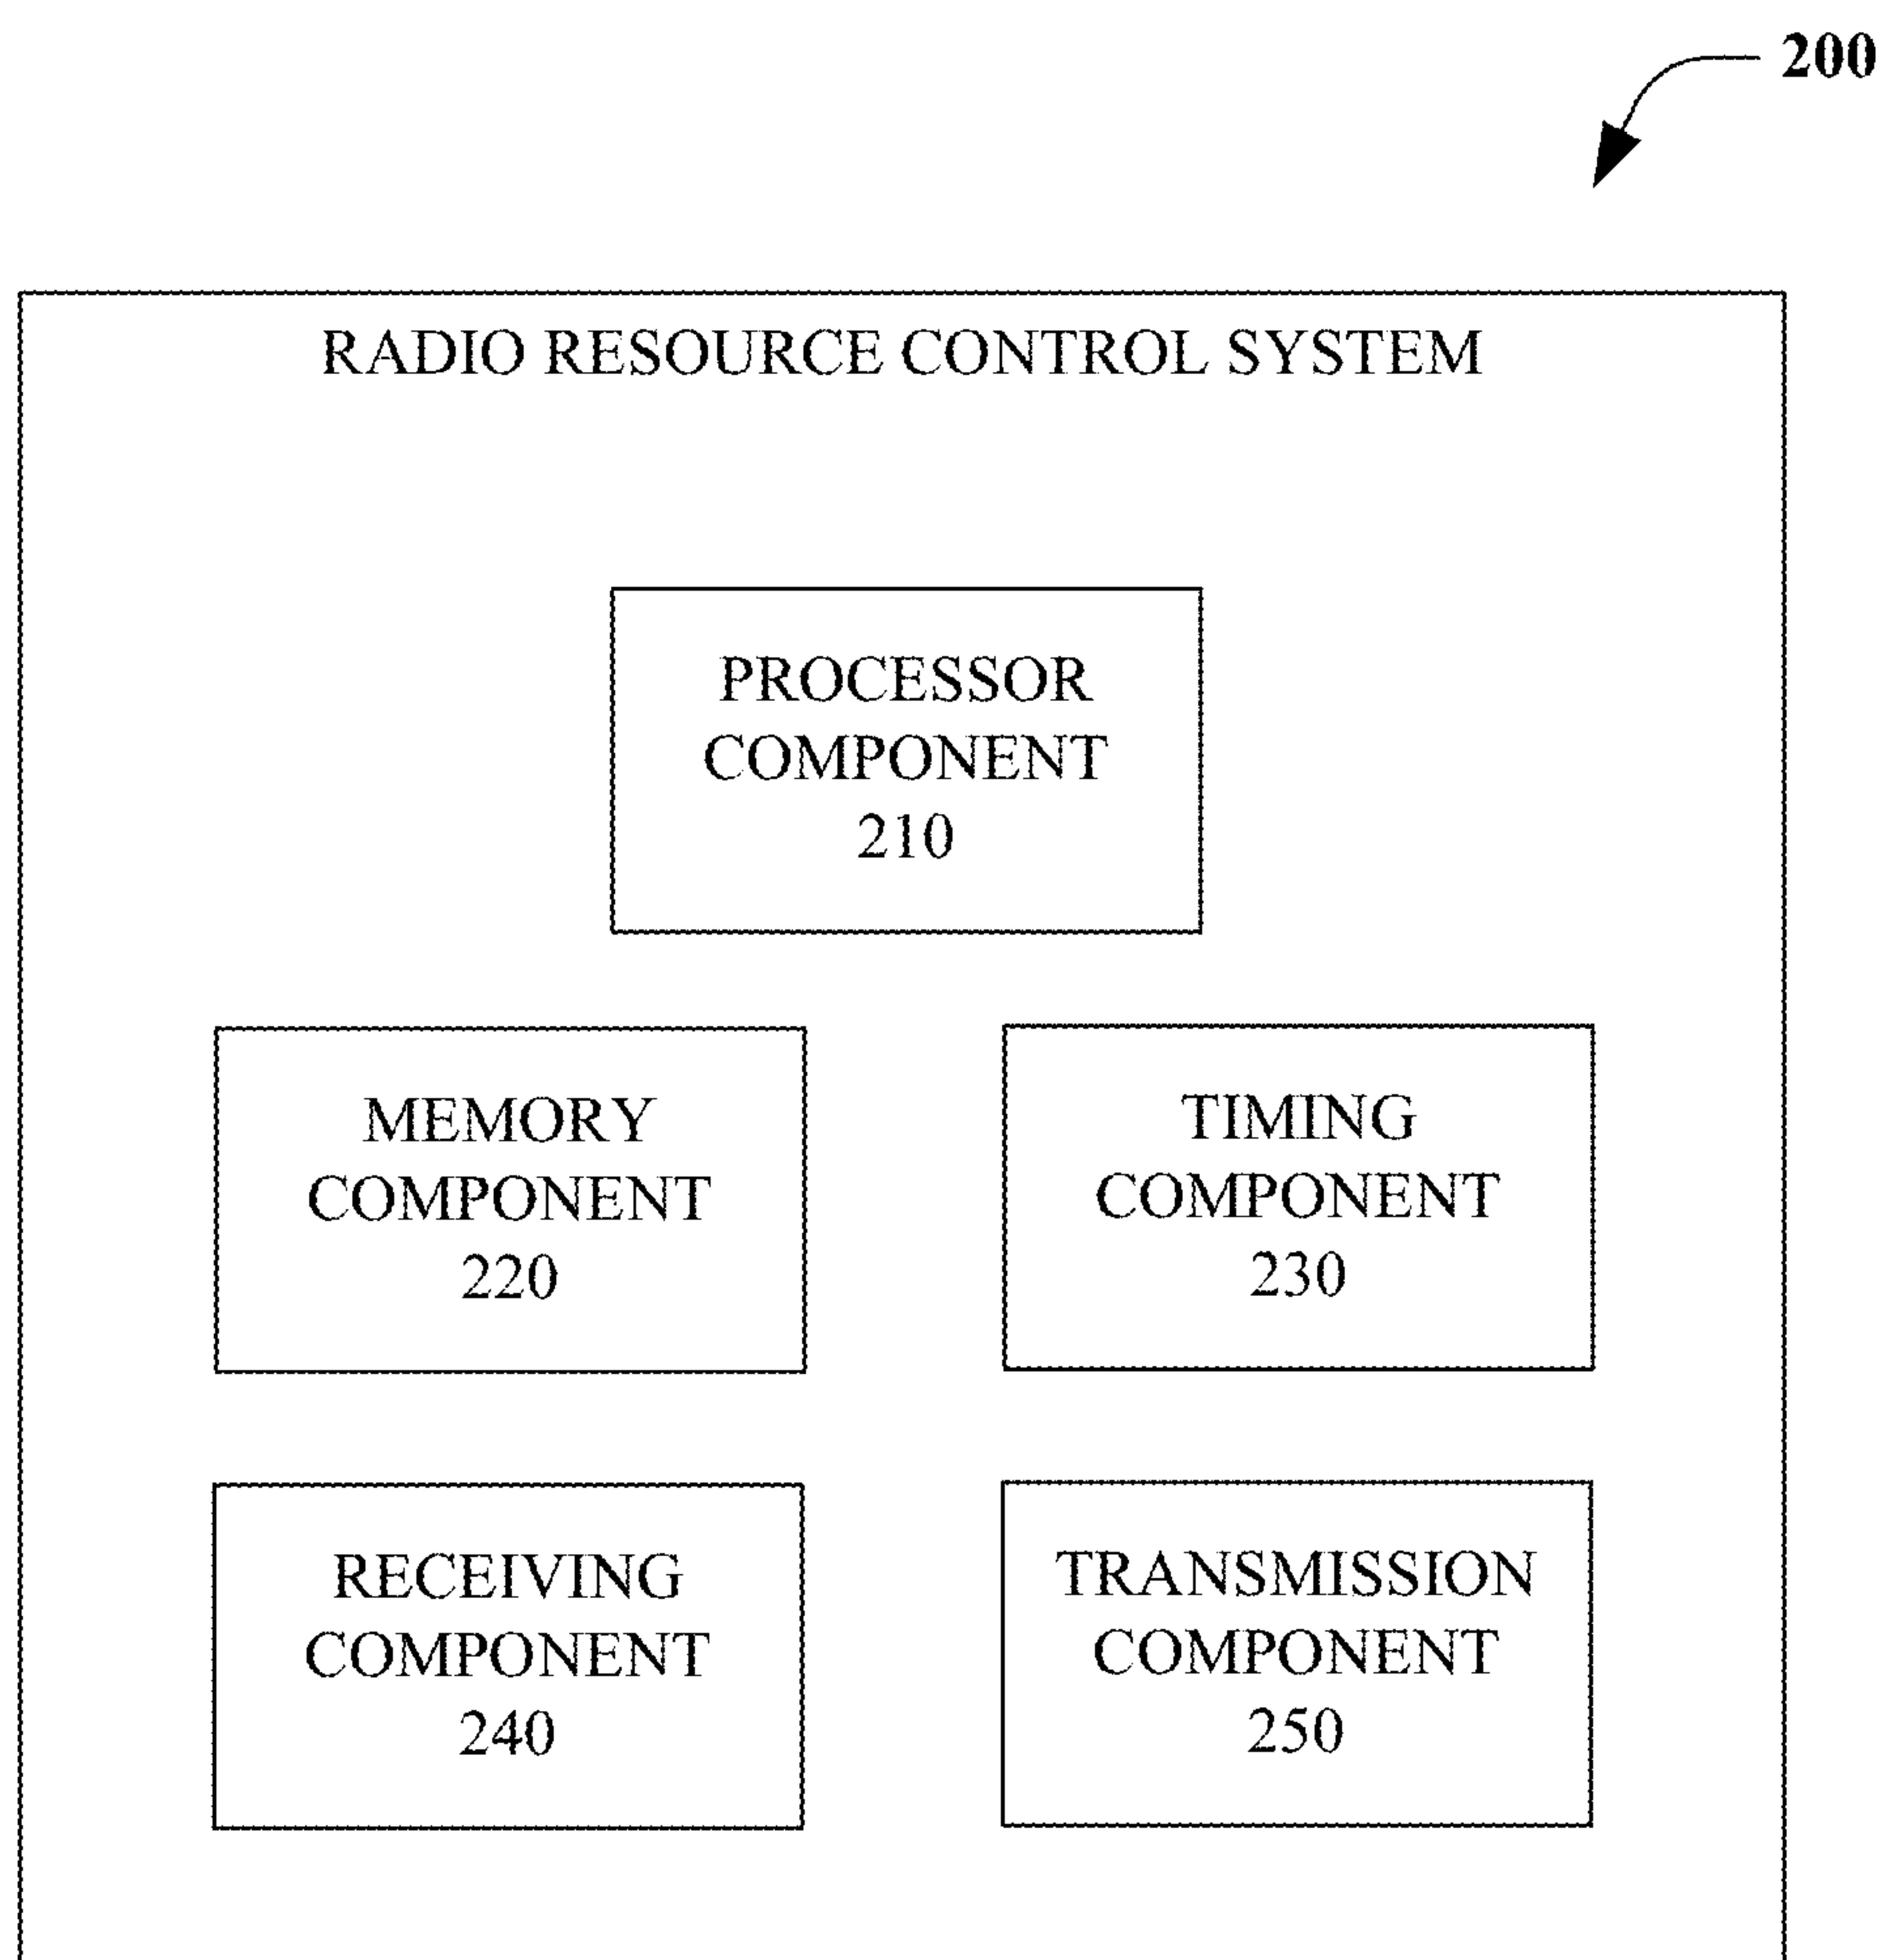 200
RADIO RESOURCE CONTROL SYSTEM
PROCESSOR
COMPONENT
210
MEMORY
COMPONENT
220
TIMING
COMPONENT
230
RECEIVING
COMPONENT
240
TRANSMISSION
COMPONENT
250